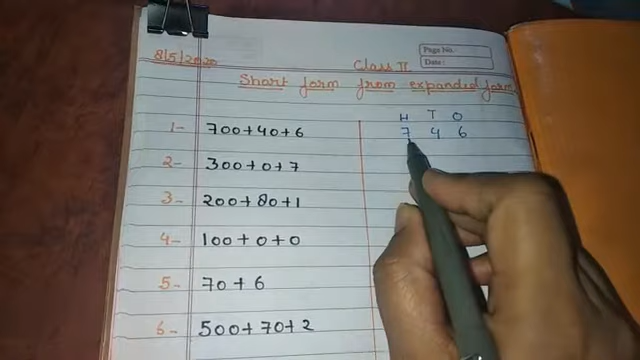 8/5/2020
Class II
Page No.
Date:
Short form from expanded form
H T O
1- 700+40+6 7 4 6
2- 300+0+7
3- 200+80+1
4- 100+0+0
5- 70+6
6- 500+70+2